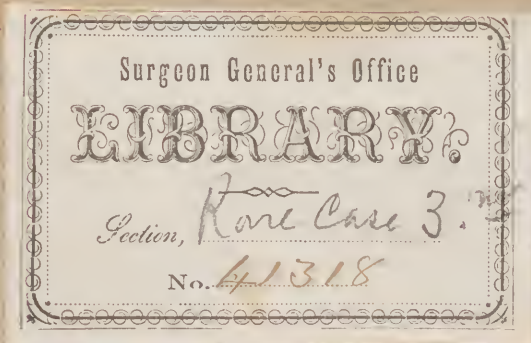 Surgeon General's Office
LIBRARY.
Section, Rare Case 3.
No. 41318